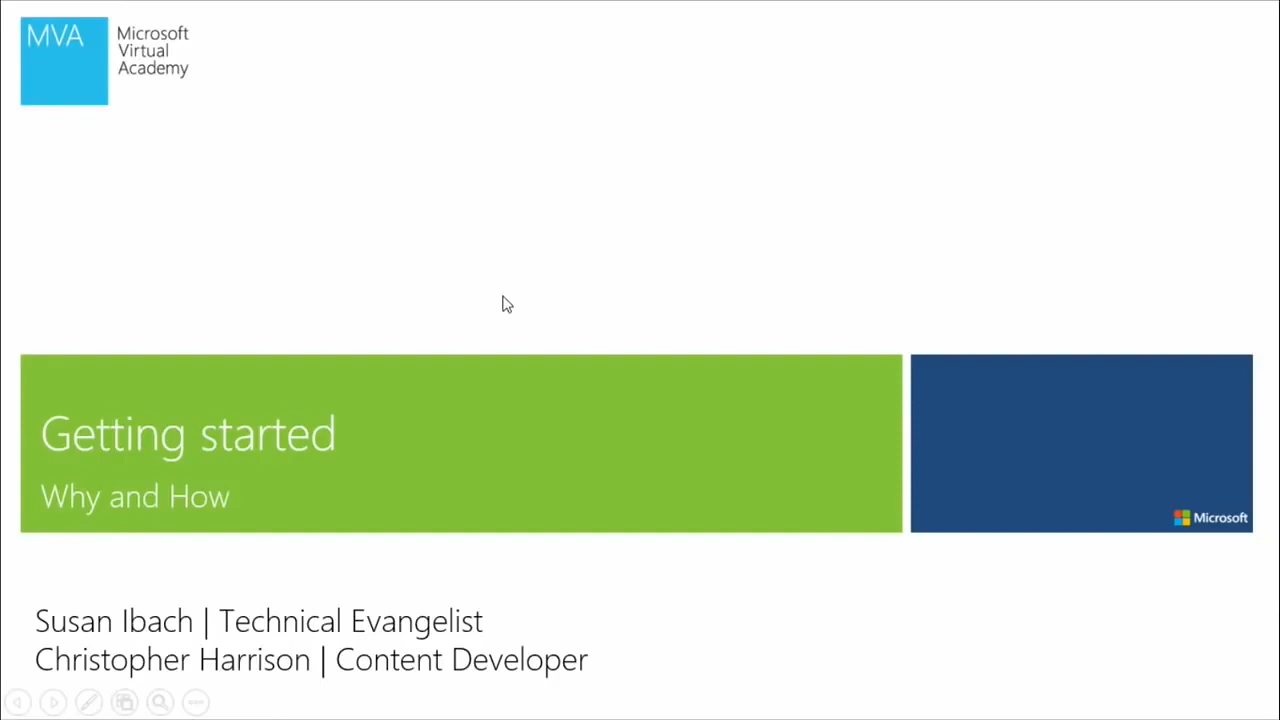 MVA
Microsoft
Virtual
Academy
Getting started
Why and How
Microsoft
Susan Ibach | Technical Evangelist
Christopher Harrison | Content Developer